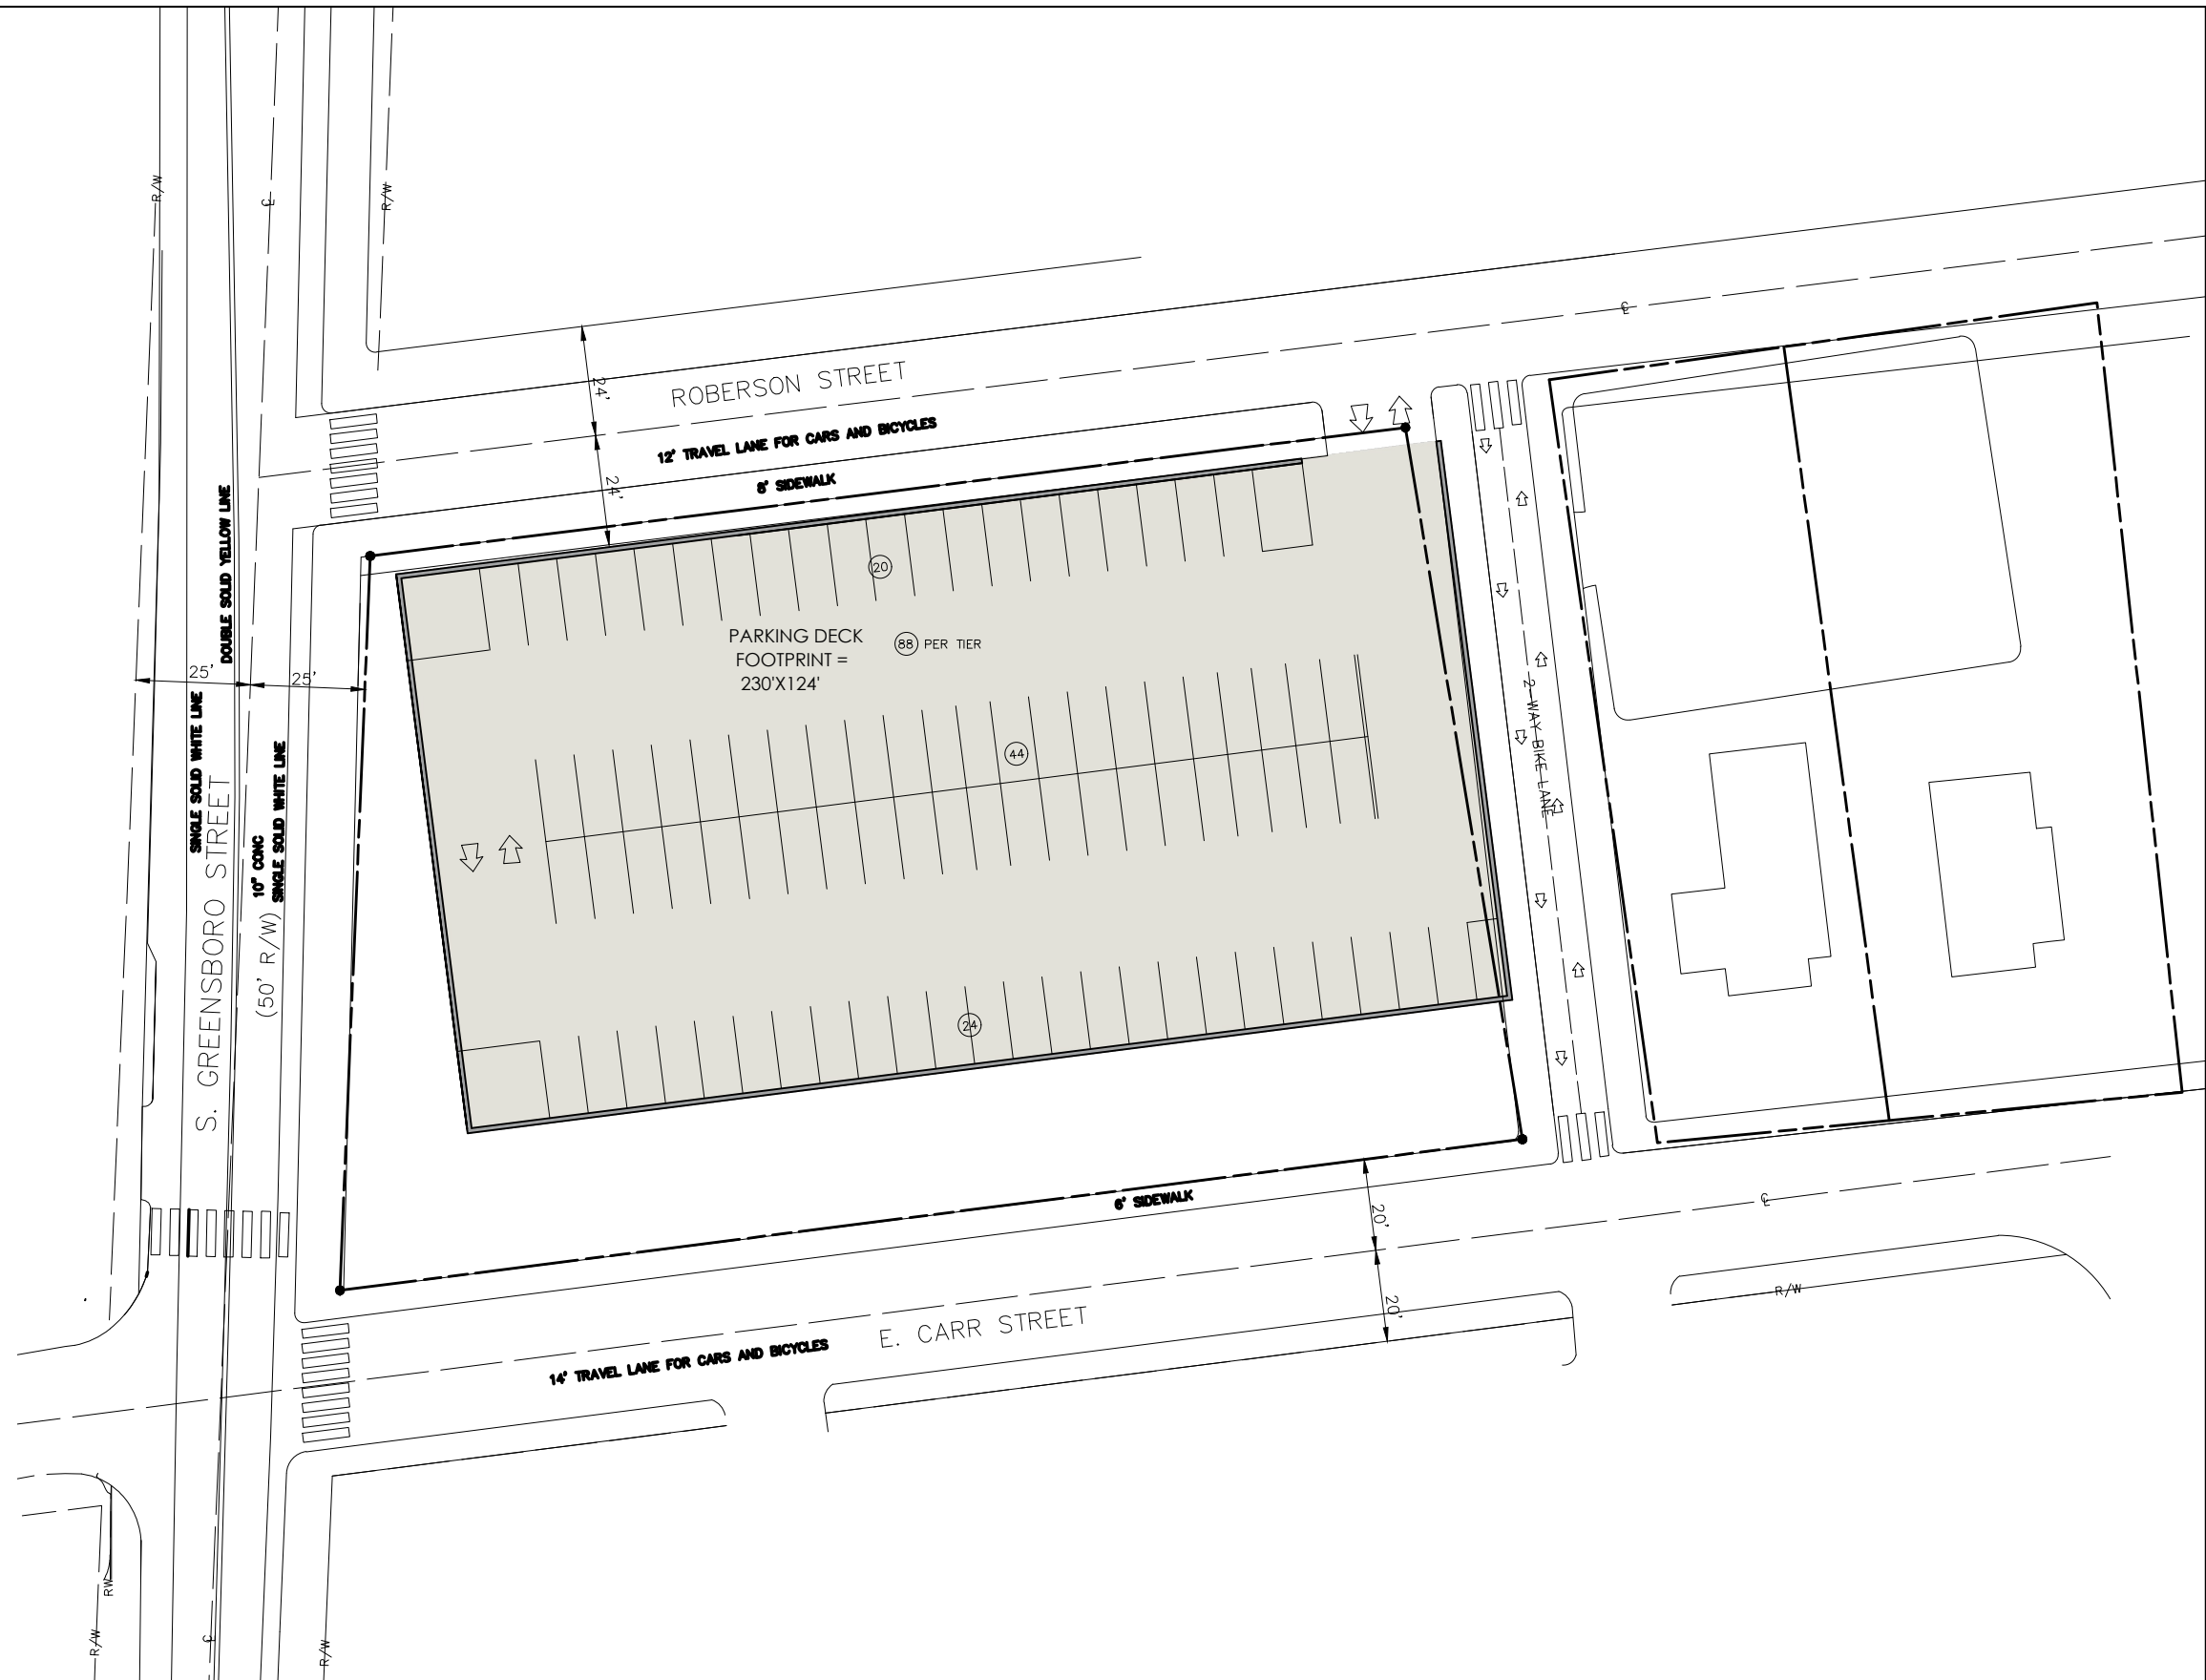 R/W
℄
R/W
℄
24'
ROBERSON STREET
12' TRAVEL LANE FOR CARS AND BICYCLES
24'
8' SIDEWALK
DOUBLE SOLID YELLOW LINE
20
PARKING DECK
FOOTPRINT =
230'X124'
88 PER TIER
25'
25'
SINGLE SOLID WHITE LINE
S. GREENSBORO STREET
10" CONC
SINGLE SOLID WHITE LINE
(50' R/W)
44
2-WAY BIKE LANE
24
6' SIDEWALK
20'
℄
20'
R/W
E. CARR STREET
14' TRAVEL LANE FOR CARS AND BICYCLES
RW
R/W
℄
R/W